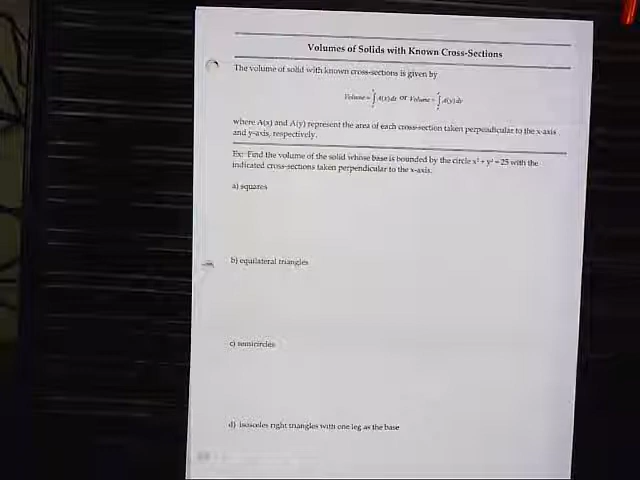 Volumes of Solids with Known Cross-Sections
The volume of solid with known cross-sections is given by
Volume = ∫ A(x) dx or Volume = ∫ A(y) dy
where A(x) and A(y) represent the area of each cross-section taken perpendicular to the x-axis
and y-axis, respectively.
Ex: Find the volume of the solid whose base is bounded by the circle x² + y² = 25 with the
indicated cross-sections taken perpendicular to the x-axis.
a) squares
b) equilateral triangles
c) semicircles
d) isosceles right triangles with one leg as the base